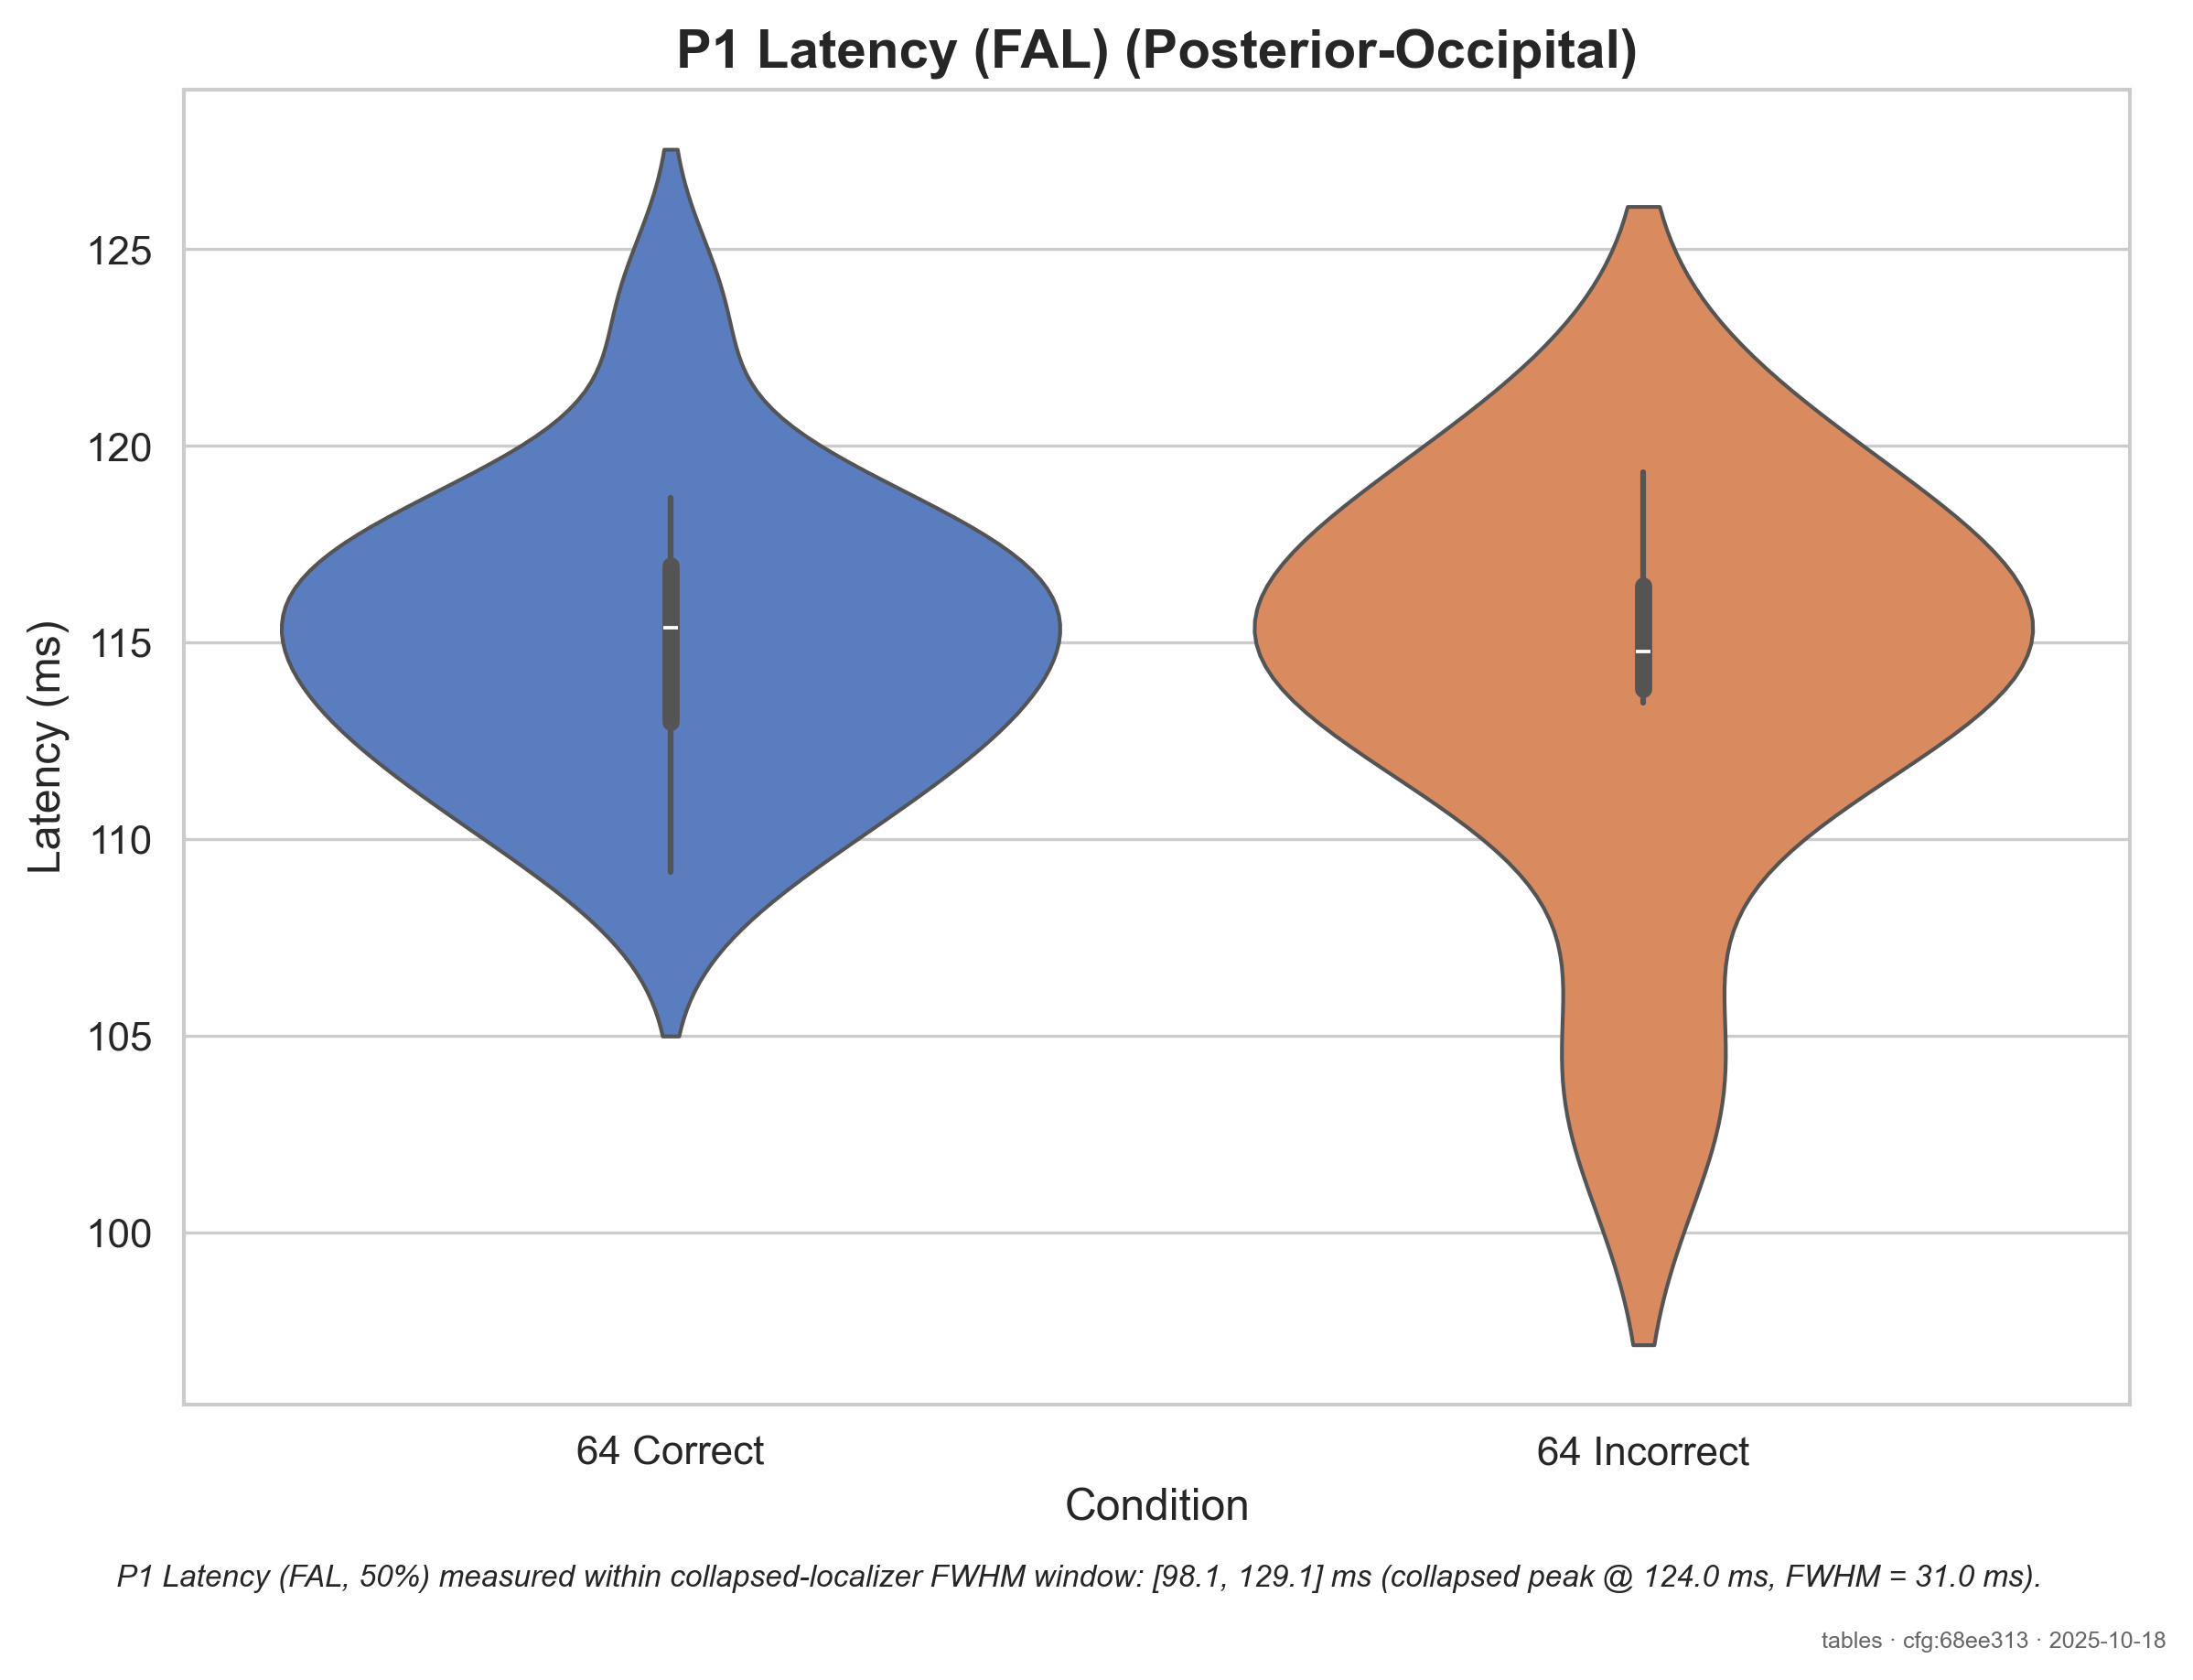 P1 Latency (FAL) (Posterior-Occipital)
Latency (ms)
125
120
115
110
105
100
64 Correct
64 Incorrect
Condition
P1 Latency (FAL, 50%) measured within collapsed-localizer FWHM window: [98.1, 129.1] ms (collapsed peak @ 124.0 ms, FWHM = 31.0 ms).
tables · cfg:68ee313 · 2025-10-18